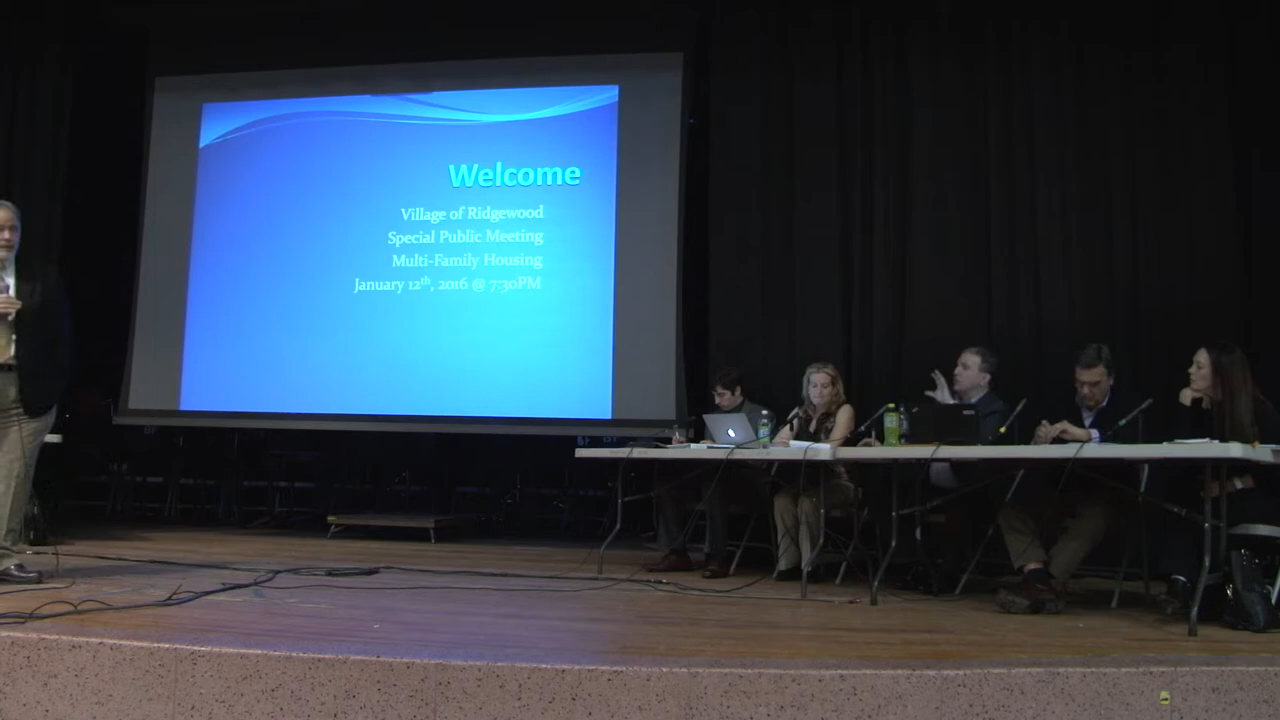 Welcome
Village of Ridgewood
Special Public Meeting
Multi-Family Housing
January 12th, 2016 @ 7:30PM